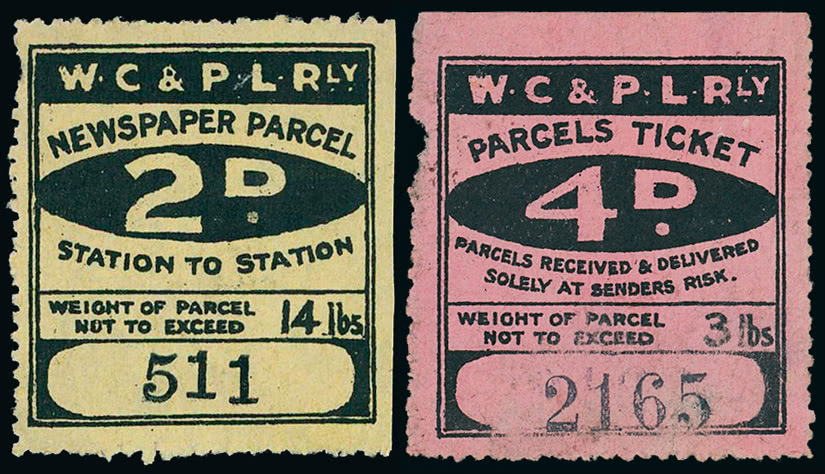 W. C & P. L. RLY
NEWSPAPER PARCEL
2D.
STATION TO STATION
WEIGHT OF PARCEL
NOT TO EXCEED 14 lbs
511
W. C & P. L. RLY
PARCELS TICKET
4D.
PARCELS RECEIVED & DELIVERED
SOLELY AT SENDERS RISK.
WEIGHT OF PARCEL
NOT TO EXCEED 3 lbs
2165